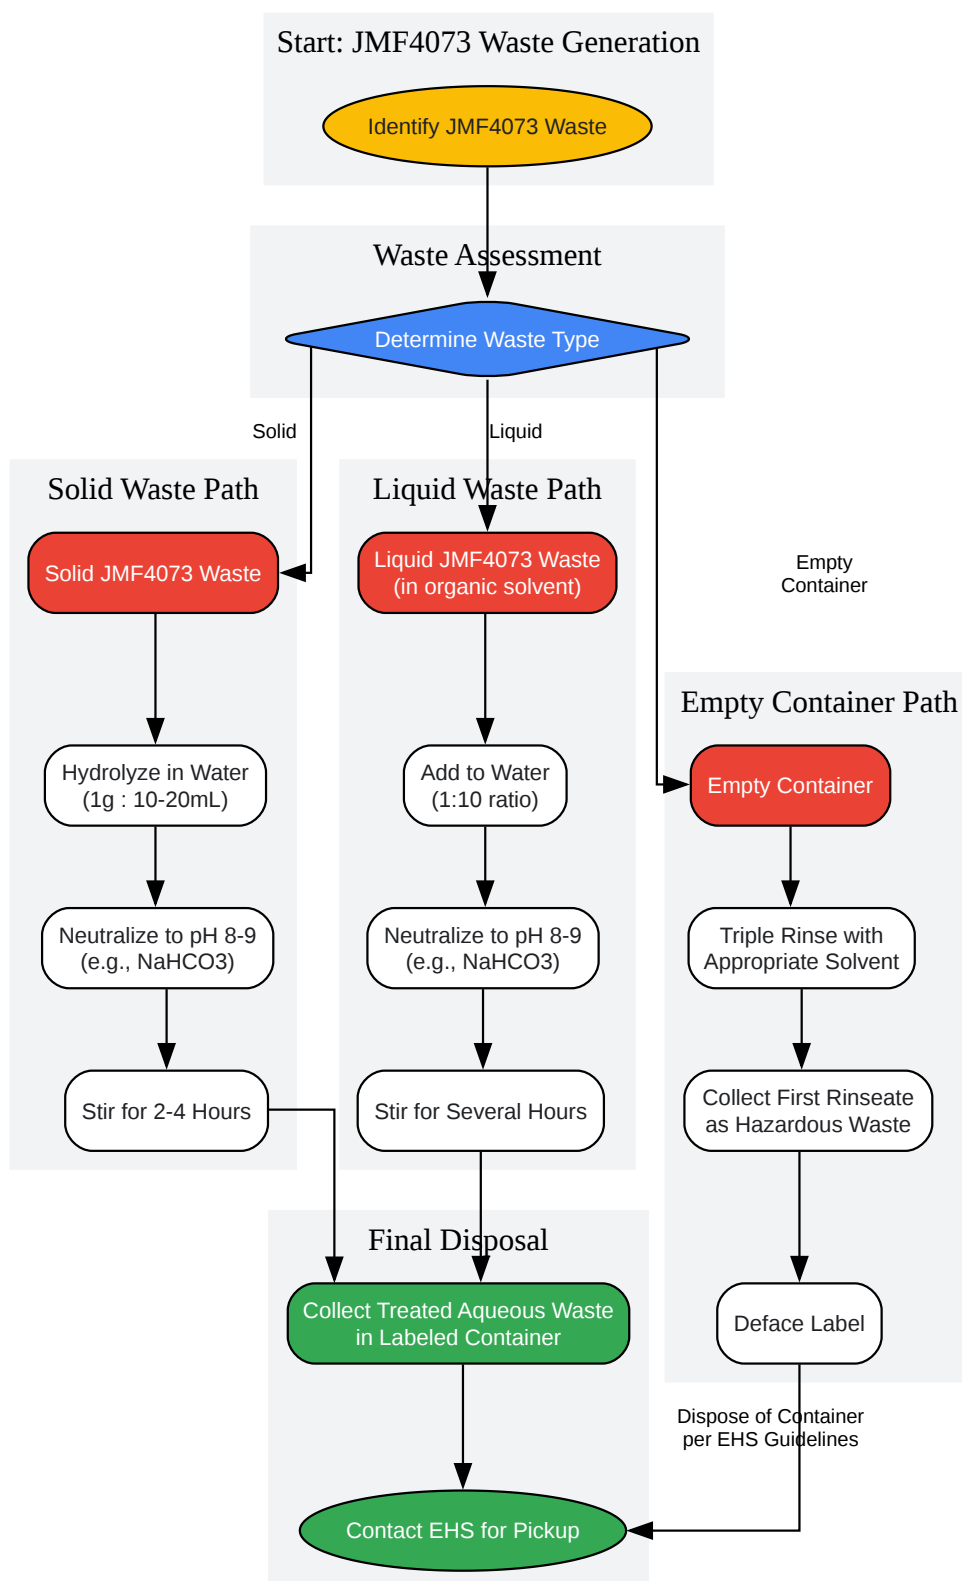 Start: JMF4073 Waste Generation
Identify JMF4073 Waste
Waste Assessment
Determine Waste Type
Solid
Liquid
Empty
Container
Solid Waste Path
Solid JMF4073 Waste
Hydrolyze in Water
(1g : 10-20mL)
Neutralize to pH 8-9
(e.g., NaHCO3)
Stir for 2-4 Hours
Liquid Waste Path
Liquid JMF4073 Waste
(in organic solvent)
Add to Water
(1:10 ratio)
Neutralize to pH 8-9
(e.g., NaHCO3)
Stir for Several Hours
Empty Container Path
Empty Container
Triple Rinse with
Appropriate Solvent
Collect First Rinseate
as Hazardous Waste
Deface Label
Dispose of Container
per EHS Guidelines
Final Disposal
Collect Treated Aqueous Waste
in Labeled Container
Contact EHS for Pickup